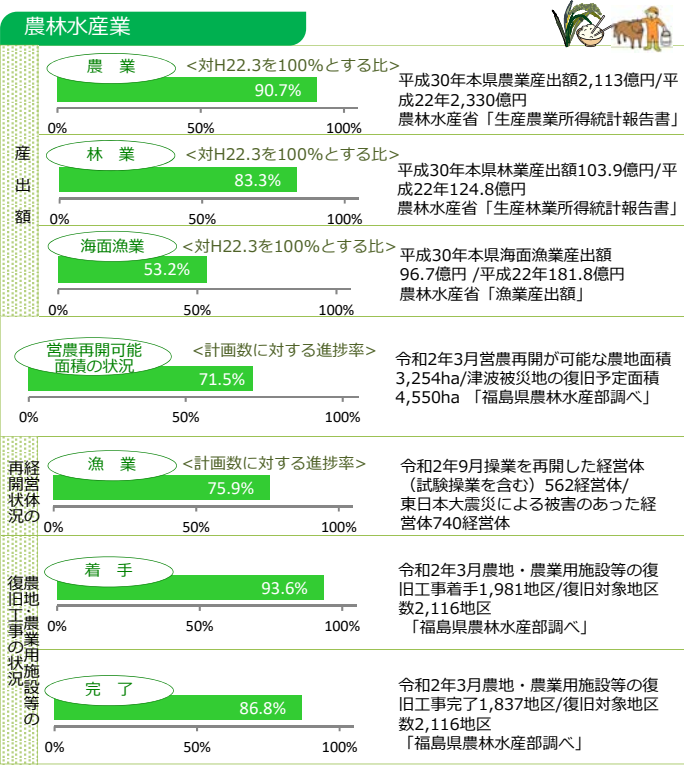 農林水産業
産出額
農　業
<対H22.3を100%とする比>
90.7%
0%　50%　100%
平成30年本県農業産出額2,113億円/平
成22年2,330億円
農林水産省「生産農業所得統計報告書」
林　業
<対H22.3を100%とする比>
83.3%
0%　50%　100%
平成30年本県林業産出額103.9億円/平
成22年124.8億円
農林水産省「生産林業所得統計報告書」
海面漁業
<対H22.3を100%とする比>
53.2%
0%　50%　100%
平成30年本県海面漁業産出額
96.7億円 /平成22年181.8億円
農林水産省「漁業産出額」
営農再開可能
面積の状況
<計画数に対する進捗率>
71.5%
0%　50%　100%
令和2年3月営農再開が可能な農地面積
3,254ha/津波被災地の復旧予定面積
4,550ha 「福島県農林水産部調べ」
経営体の
再開状況
漁　業
<計画数に対する進捗率>
75.9%
0%　50%　100%
令和2年9月操業を再開した経営体
（試験操業を含む）562経営体/
東日本大震災による被害のあった経
営体740経営体
農地・農業用施設等の
復旧工事の状況
着　手
93.6%
0%　50%　100%
令和2年3月農地・農業用施設等の復
旧工事着手1,981地区/復旧対象地区
数2,116地区
「福島県農林水産部調べ」
完　了
86.8%
0%　50%　100%
令和2年3月農地・農業用施設等の復
旧工事完了1,837地区/復旧対象地区
数2,116地区
「福島県農林水産部調べ」